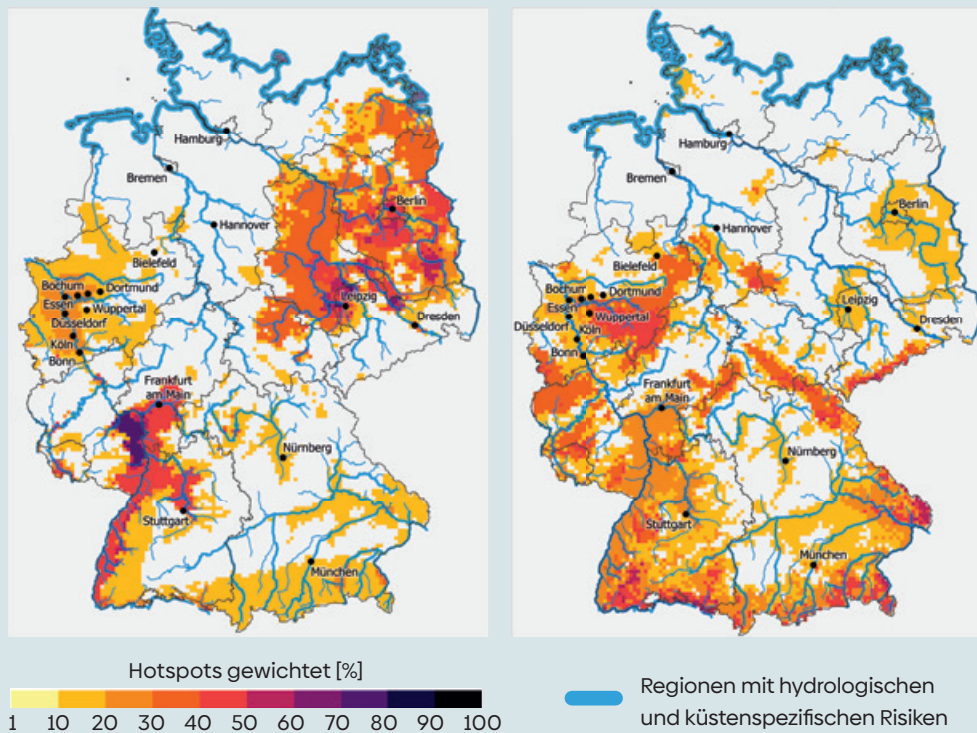 Hamburg
Bremen
Berlin
Hannover
Bielefeld
Bochum
Dortmund
Essen
Wuppertal
Düsseldorf
Leipzig
Dresden
Köln
Bonn
Frankfurt
am Main
Nürnberg
Stuttgart
München
Hamburg
Bremen
Berlin
Hannover
Bielefeld
Bochum
Dortmund
Essen
Wuppertal
Düsseldorf
Leipzig
Dresden
Köln
Bonn
Frankfurt
am Main
Nürnberg
Stuttgart
München
Hotspots gewichtet [%]
1 10 20 30 40 50 60 70 80 90 100
Regionen mit hydrologischen
und küstenspezifischen Risiken